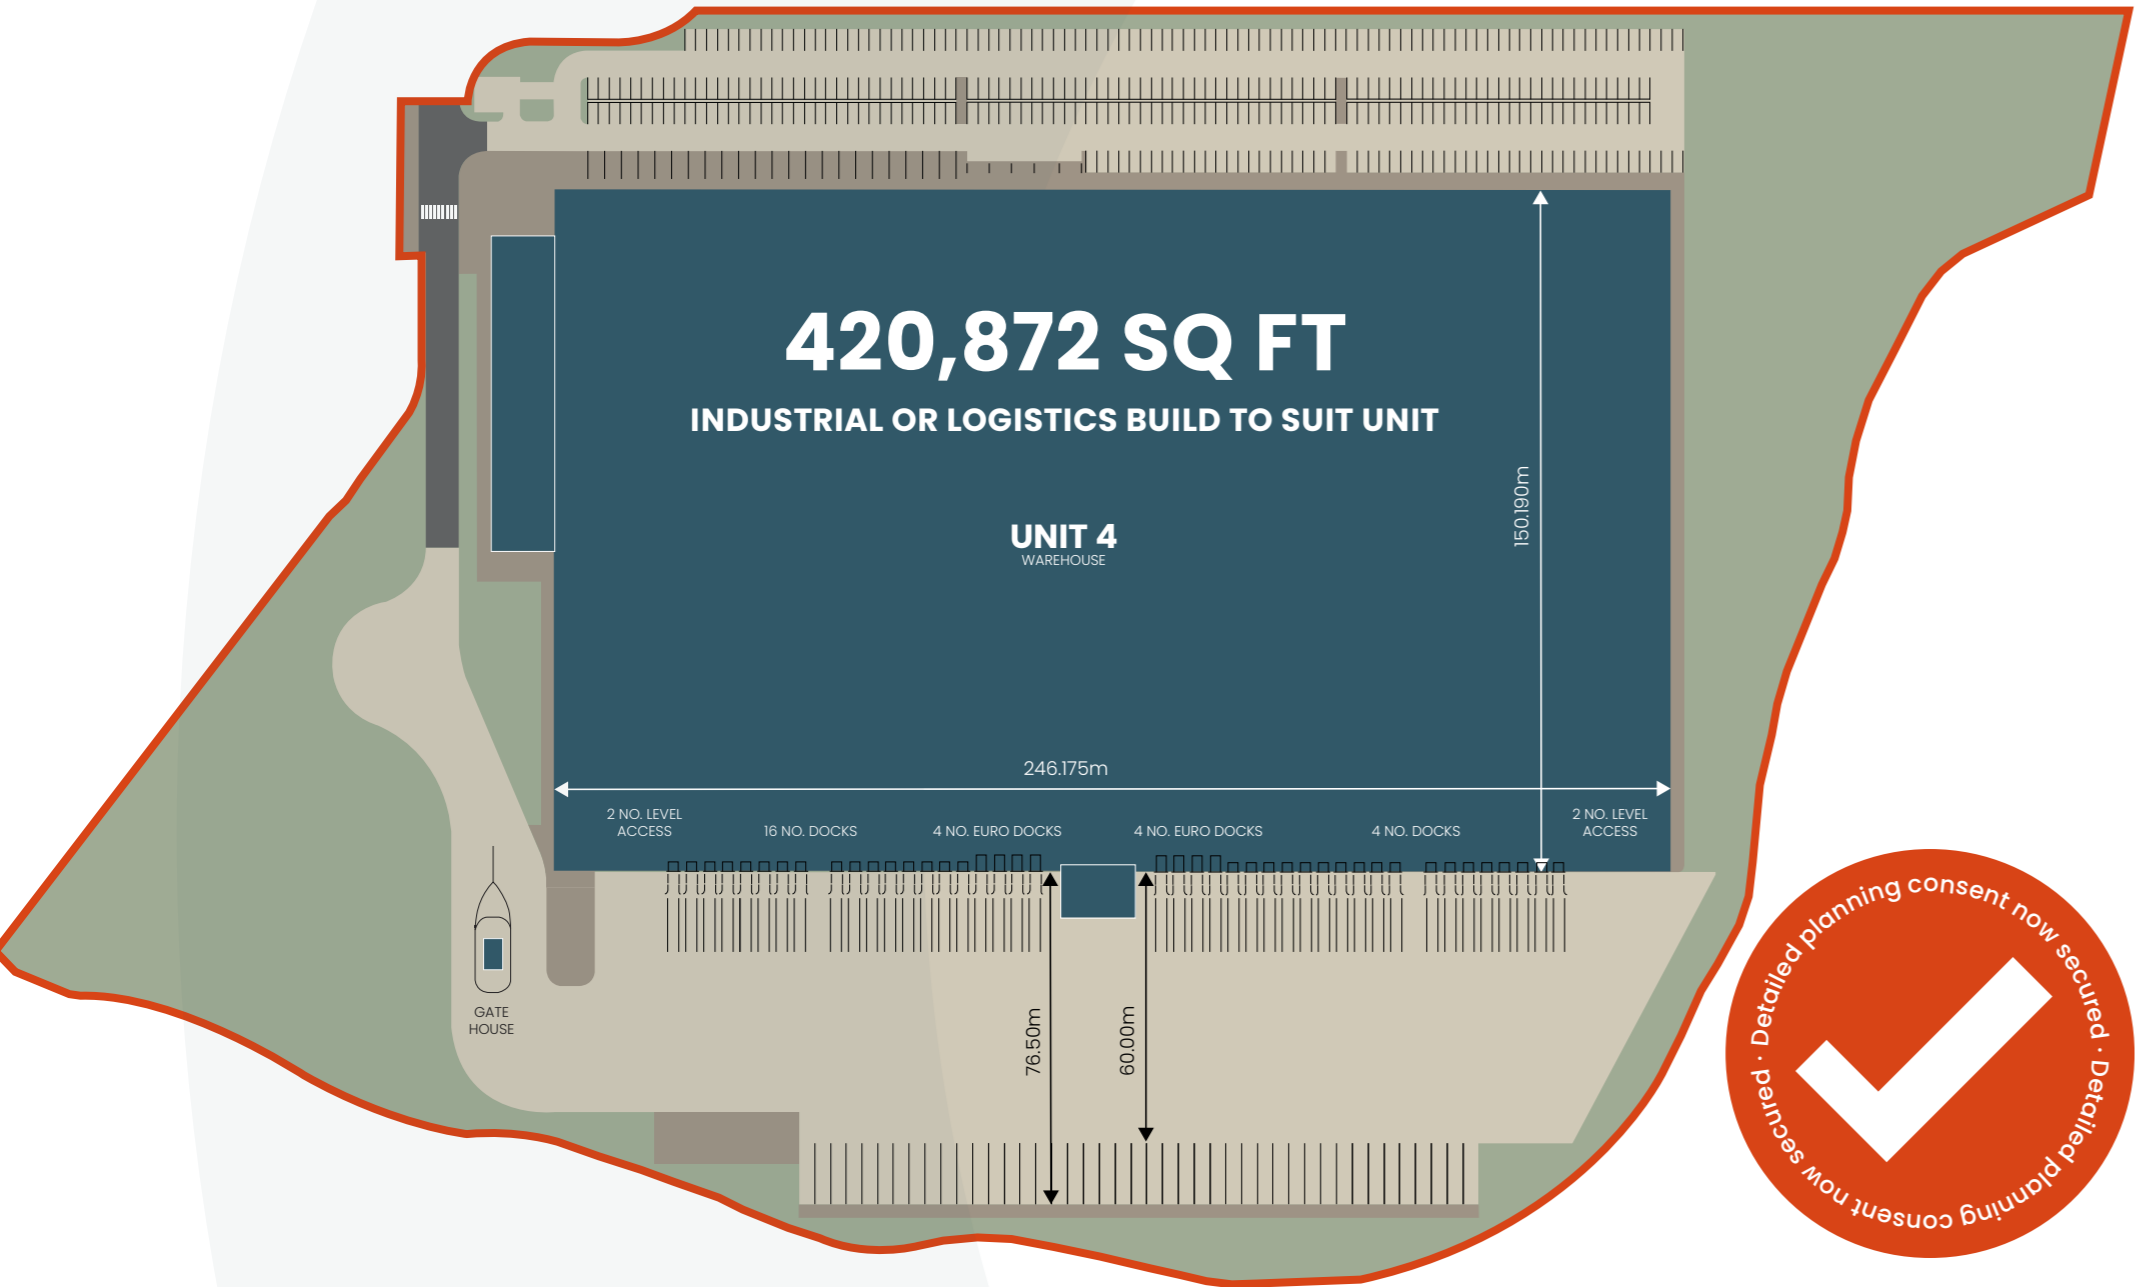 420,872 SQ FT
INDUSTRIAL OR LOGISTICS BUILD TO SUIT UNIT
UNIT 4
WAREHOUSE
150.190m
246.175m
2 NO. LEVEL
ACCESS
16 NO. DOCKS
4 NO. EURO DOCKS
4 NO. EURO DOCKS
4 NO. DOCKS
2 NO. LEVEL
ACCESS
GATE
HOUSE
76.50m
60.00m
Detailed planning consent now secured · Detailed planning consent now secured ·